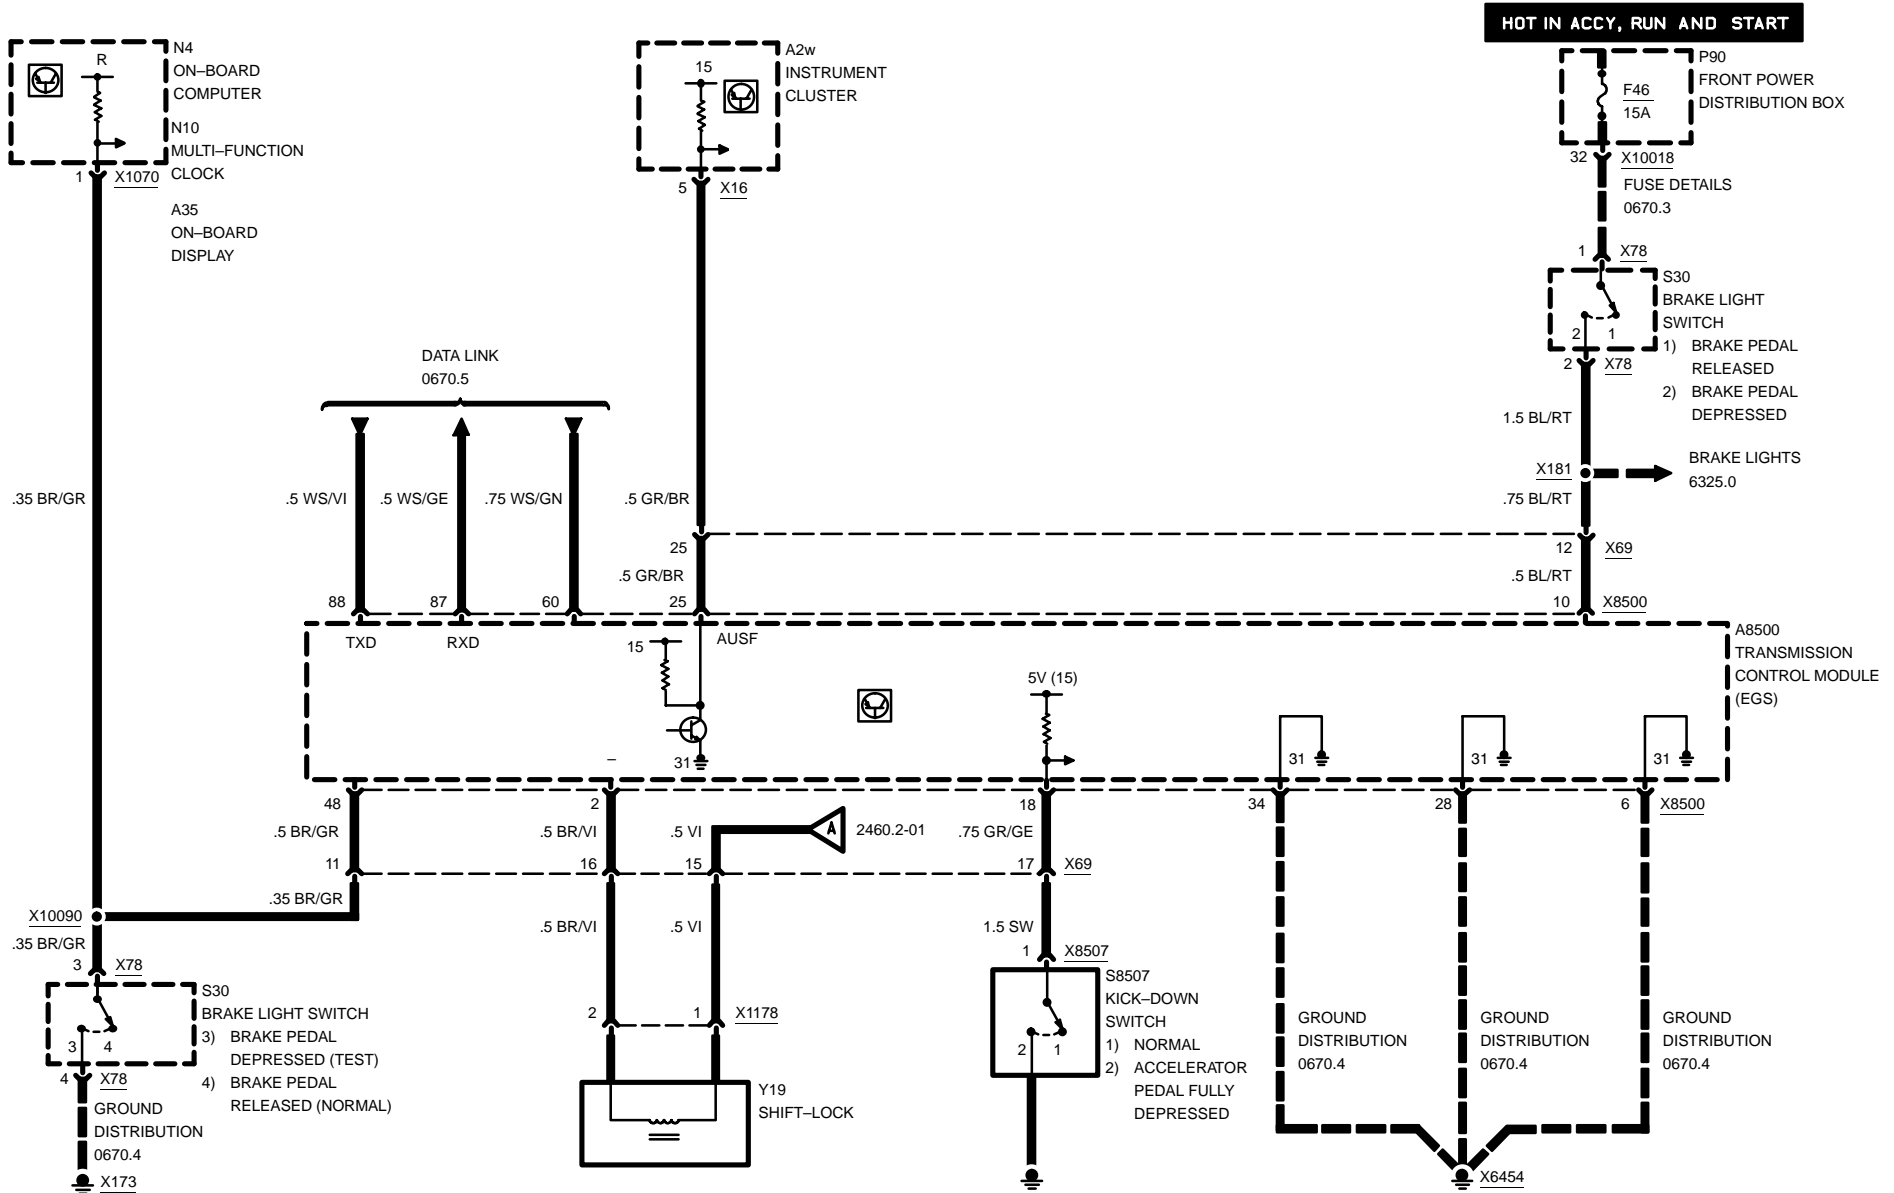 HOT IN ACCY, RUN AND START
N4
ON–BOARD
COMPUTER
N10
MULTI–FUNCTION
CLOCK
A35
ON–BOARD
DISPLAY
R
1
X1070
A2w
INSTRUMENT
CLUSTER
15
5
X16
P90
FRONT POWER
DISTRIBUTION BOX
F46
15A
32
X10018
FUSE DETAILS
0670.3
1
X78
S30
BRAKE LIGHT
SWITCH
1) BRAKE PEDAL
RELEASED
2) BRAKE PEDAL
DEPRESSED
2
1
2
X78
1.5 BL/RT
X181
BRAKE LIGHTS
6325.0
.75 BL/RT
DATA LINK
0670.5
.35 BR/GR
.5 WS/VI
.5 WS/GE
.75 WS/GN
.5 GR/BR
25
12
X69
.5 GR/BR
.5 BL/RT
88
87
60
25
10
X8500
TXD
RXD
AUSF
15
31
–
5V (15)
31
31
31
A8500
TRANSMISSION
CONTROL MODULE
(EGS)
48
2
18
34
28
6
X8500
.5 BR/GR
.5 BR/VI
.5 VI
A
2460.2-01
.75 GR/GE
11
16
15
17
X69
.35 BR/GR
X10090
.35 BR/GR
.5 BR/VI
.5 VI
1.5 SW
3
X78
1
X8507
S30
BRAKE LIGHT SWITCH
3) BRAKE PEDAL
DEPRESSED (TEST)
4) BRAKE PEDAL
RELEASED (NORMAL)
3
4
4
X78
GROUND
DISTRIBUTION
0670.4
X173
2
1
X1178
Y19
SHIFT–LOCK
S8507
KICK–DOWN
SWITCH
1) NORMAL
2) ACCELERATOR
PEDAL FULLY
DEPRESSED
2
1
GROUND
DISTRIBUTION
0670.4
GROUND
DISTRIBUTION
0670.4
GROUND
DISTRIBUTION
0670.4
X6454